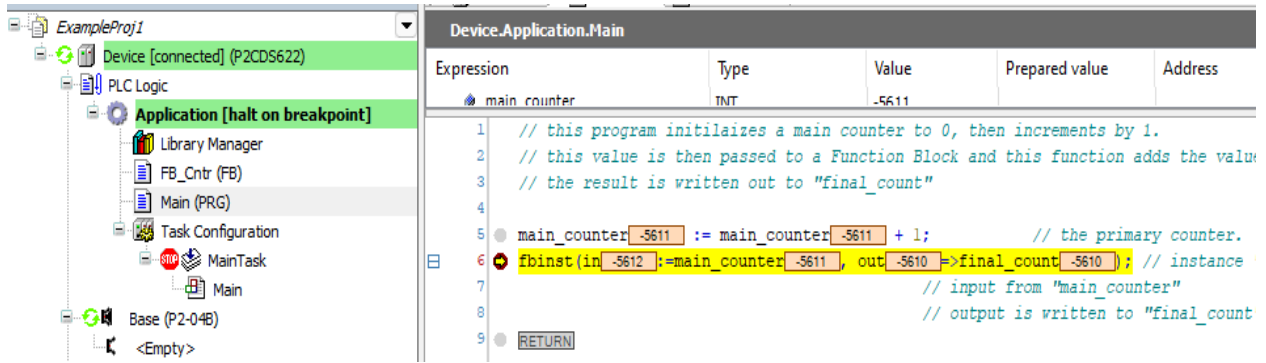 ExampleProj1
Device [connected] (P2CDS622)
PLC Logic
Application [halt on breakpoint]
Library Manager
FB_Cntr (FB)
Main (PRG)
Task Configuration
STOP MainTask
Main
Base (P2-04B)
<Empty>
Device.Application.Main
Expression Type Value Prepared value Address
main_counter INT -5611
1 // this program initilaizes a main counter to 0, then increments by 1.
2 // this value is then passed to a Function Block and this function adds the value
3 // the result is written out to "final_count"
4
5 main_counter -5611 := main_counter -5611 + 1; // the primary counter.
6 fbinst(in -5612 :=main_counter -5611 , out -5610 =>final_count -5610 ); // instance
7 // input from "main_counter"
8 // output is written to "final_count
9 RETURN